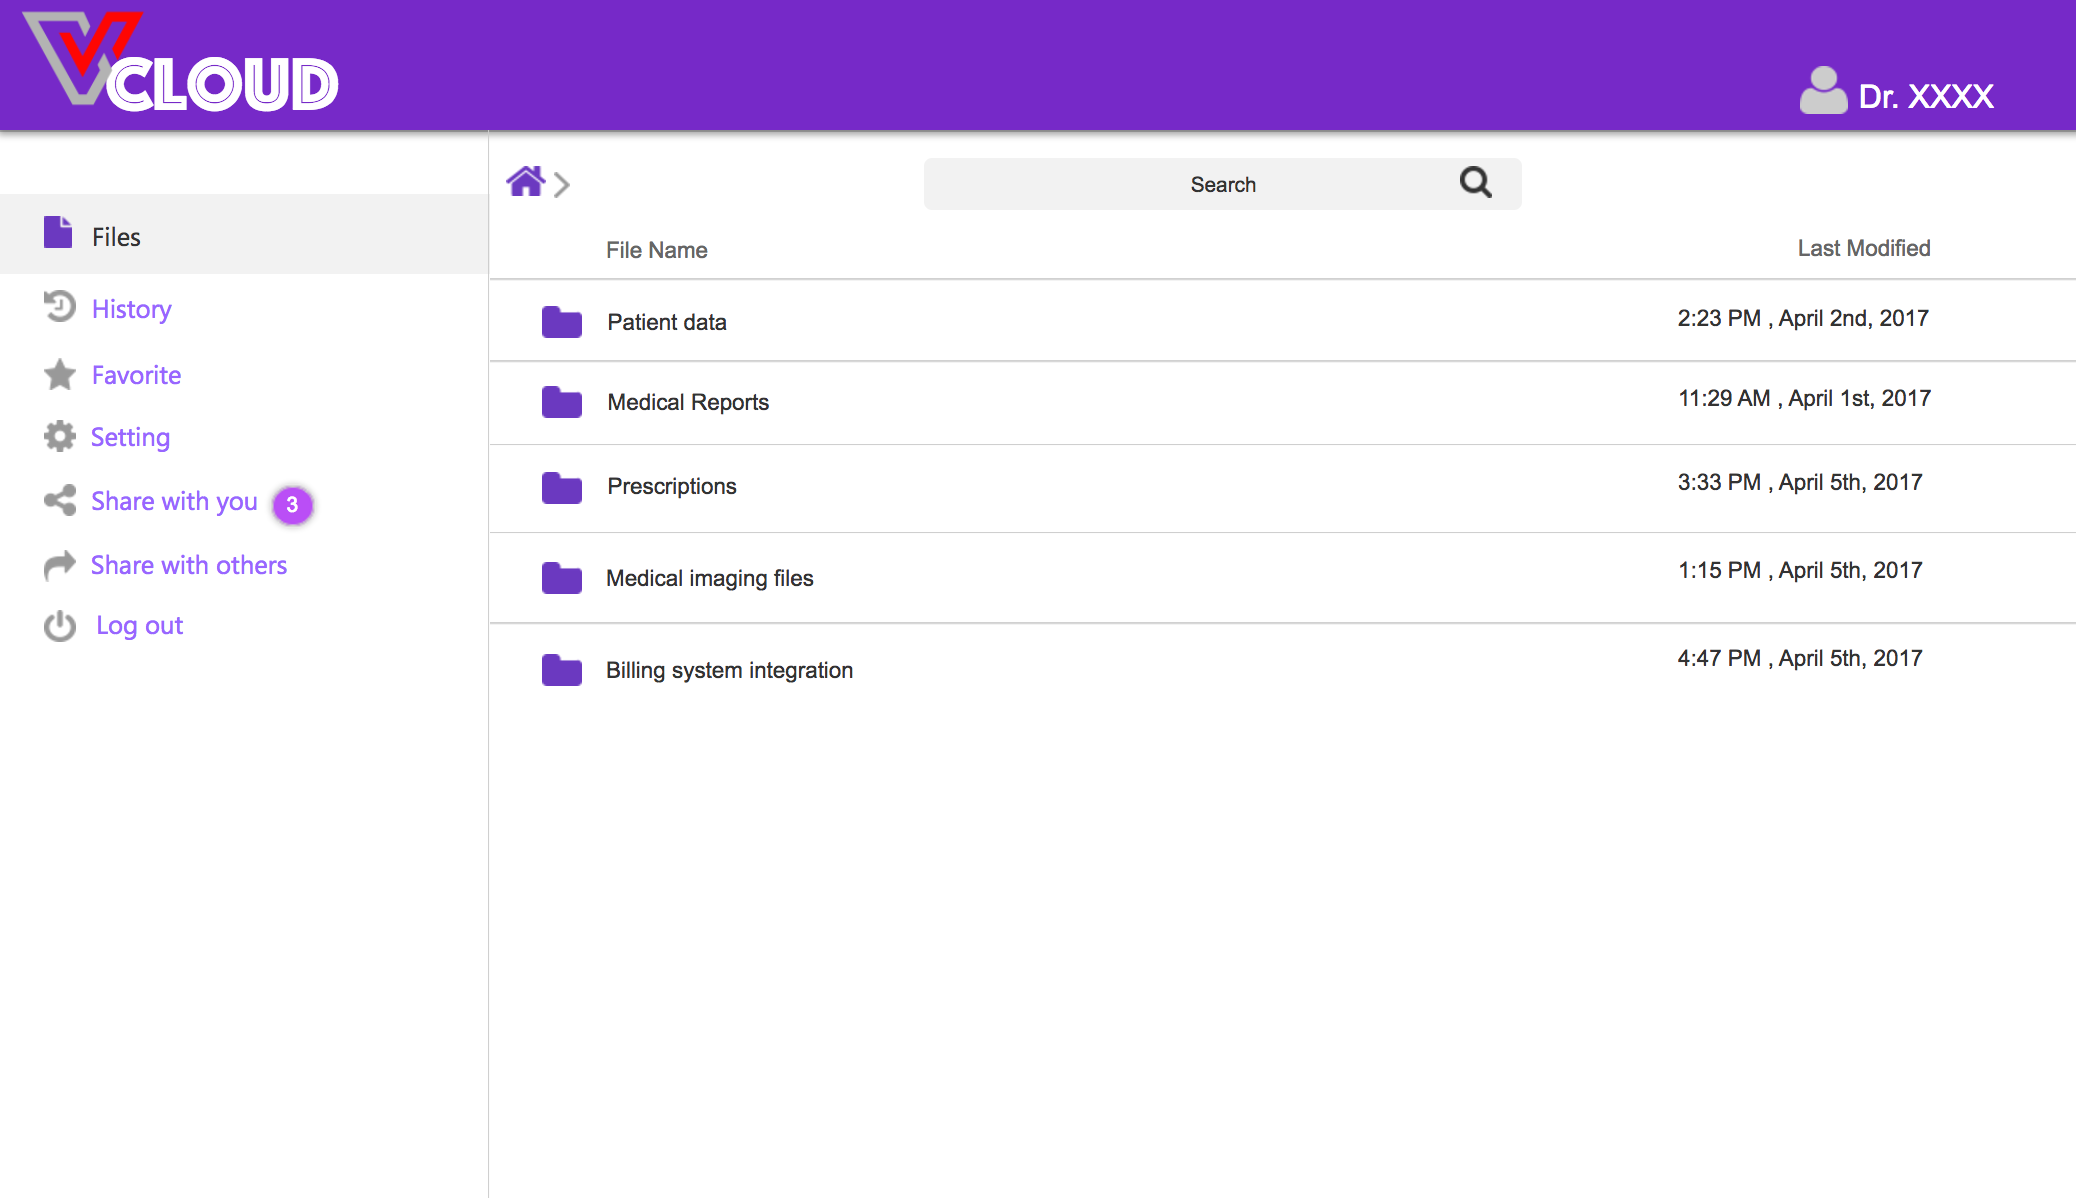 VCLOUD
Dr. XXXX
Search
Files
File Name
Last Modified
History
Patient data
2:23 PM , April 2nd, 2017
Favorite
Medical Reports
11:29 AM , April 1st, 2017
Setting
Share with you 3
Prescriptions
3:33 PM , April 5th, 2017
Share with others
Medical imaging files
1:15 PM , April 5th, 2017
Log out
Billing system integration
4:47 PM , April 5th, 2017